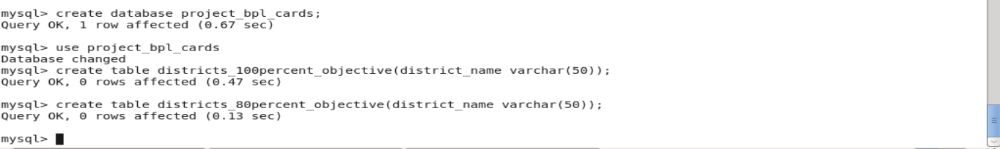 mysql> create database project_bpl_cards;
Query OK, 1 row affected (0.67 sec)
mysql> use project_bpl_cards
Database changed
mysql> create table districts_100percent_objective(district_name varchar(50));
Query OK, 0 rows affected (0.47 sec)
mysql> create table districts_80percent_objective(district_name varchar(50));
Query OK, 0 rows affected (0.13 sec)
mysql>